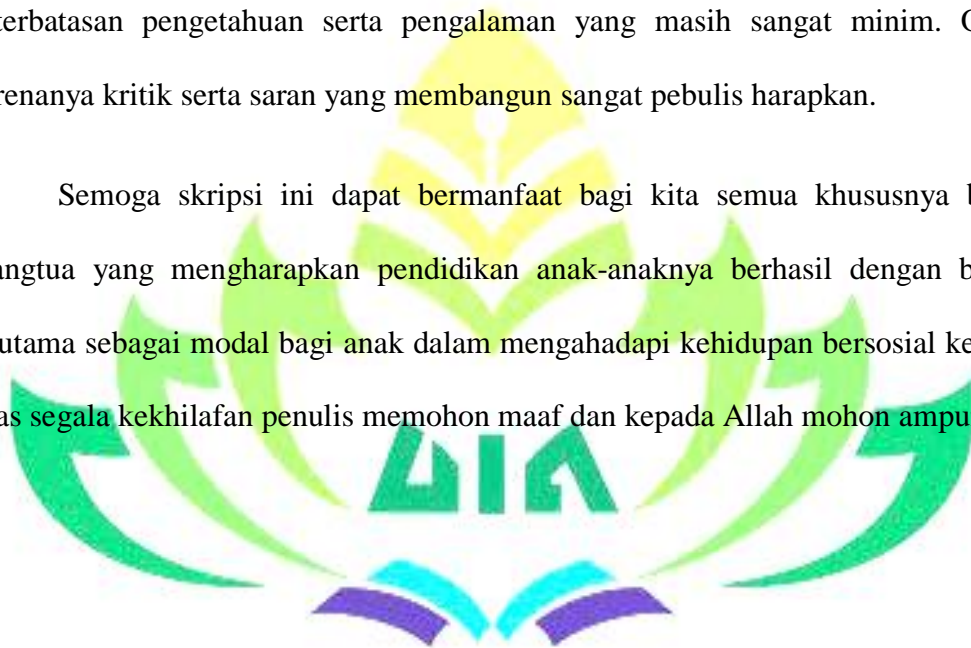 terbatasan pengetahuan serta pengalaman yang masih sangat minim.
renanya kritik serta saran yang membangun sangat pebulis harapkan.
Semoga skripsi ini dapat bermanfaat bagi kita semua khususnya
angtua yang mengharapkan pendidikan anak-anaknya berhasil dengan
utama sebagai modal bagi anak dalam mengahadapi kehidupan bersosial
as segala kekhilafan penulis memohon maaf dan kepada Allah mohon ampu
UIN